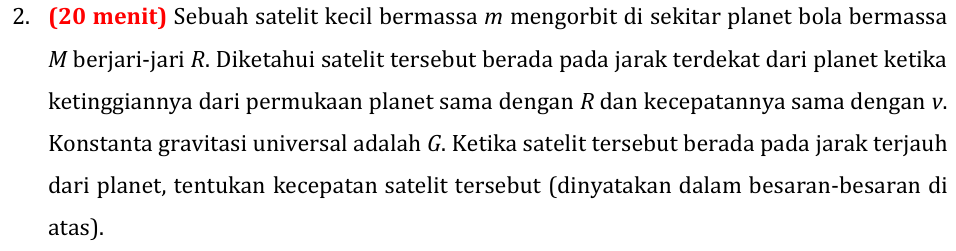 2. (20 menit) Sebuah satelit kecil bermassa m mengorbit di sekitar planet bola bermassa
M berjari-jari R. Diketahui satelit tersebut berada pada jarak terdekat dari planet ketika
ketinggiannya dari permukaan planet sama dengan R dan kecepatannya sama dengan v.
Konstanta gravitasi universal adalah G. Ketika satelit tersebut berada pada jarak terjauh
dari planet, tentukan kecepatan satelit tersebut (dinyatakan dalam besaran-besaran di
atas).